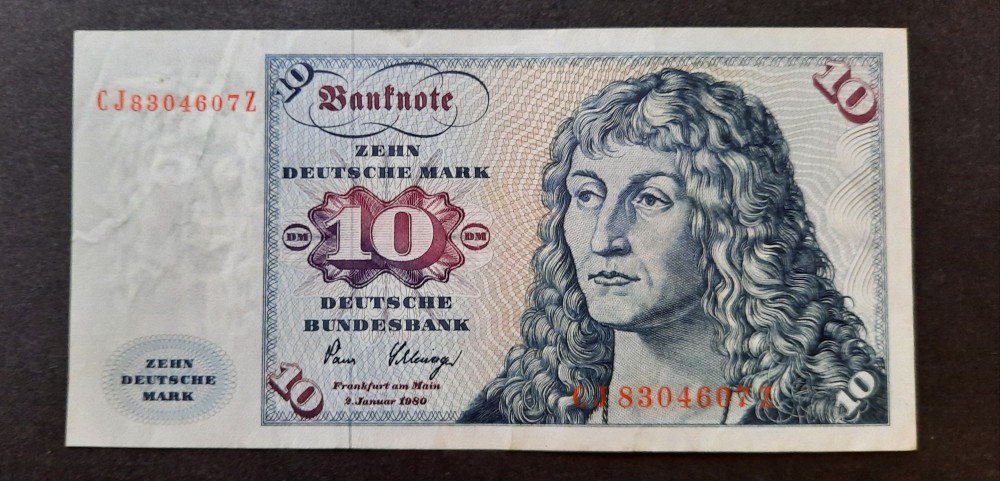 CJ8304607Z
10
Banknote
10
ZEHN
DEUTSCHE MARK
DM 10 DM
DEUTSCHE
BUNDESBANK
Frankfurt am Main
2. Januar 1980
ZEHN
DEUTSCHE
MARK
10
CJ8304607Z
10